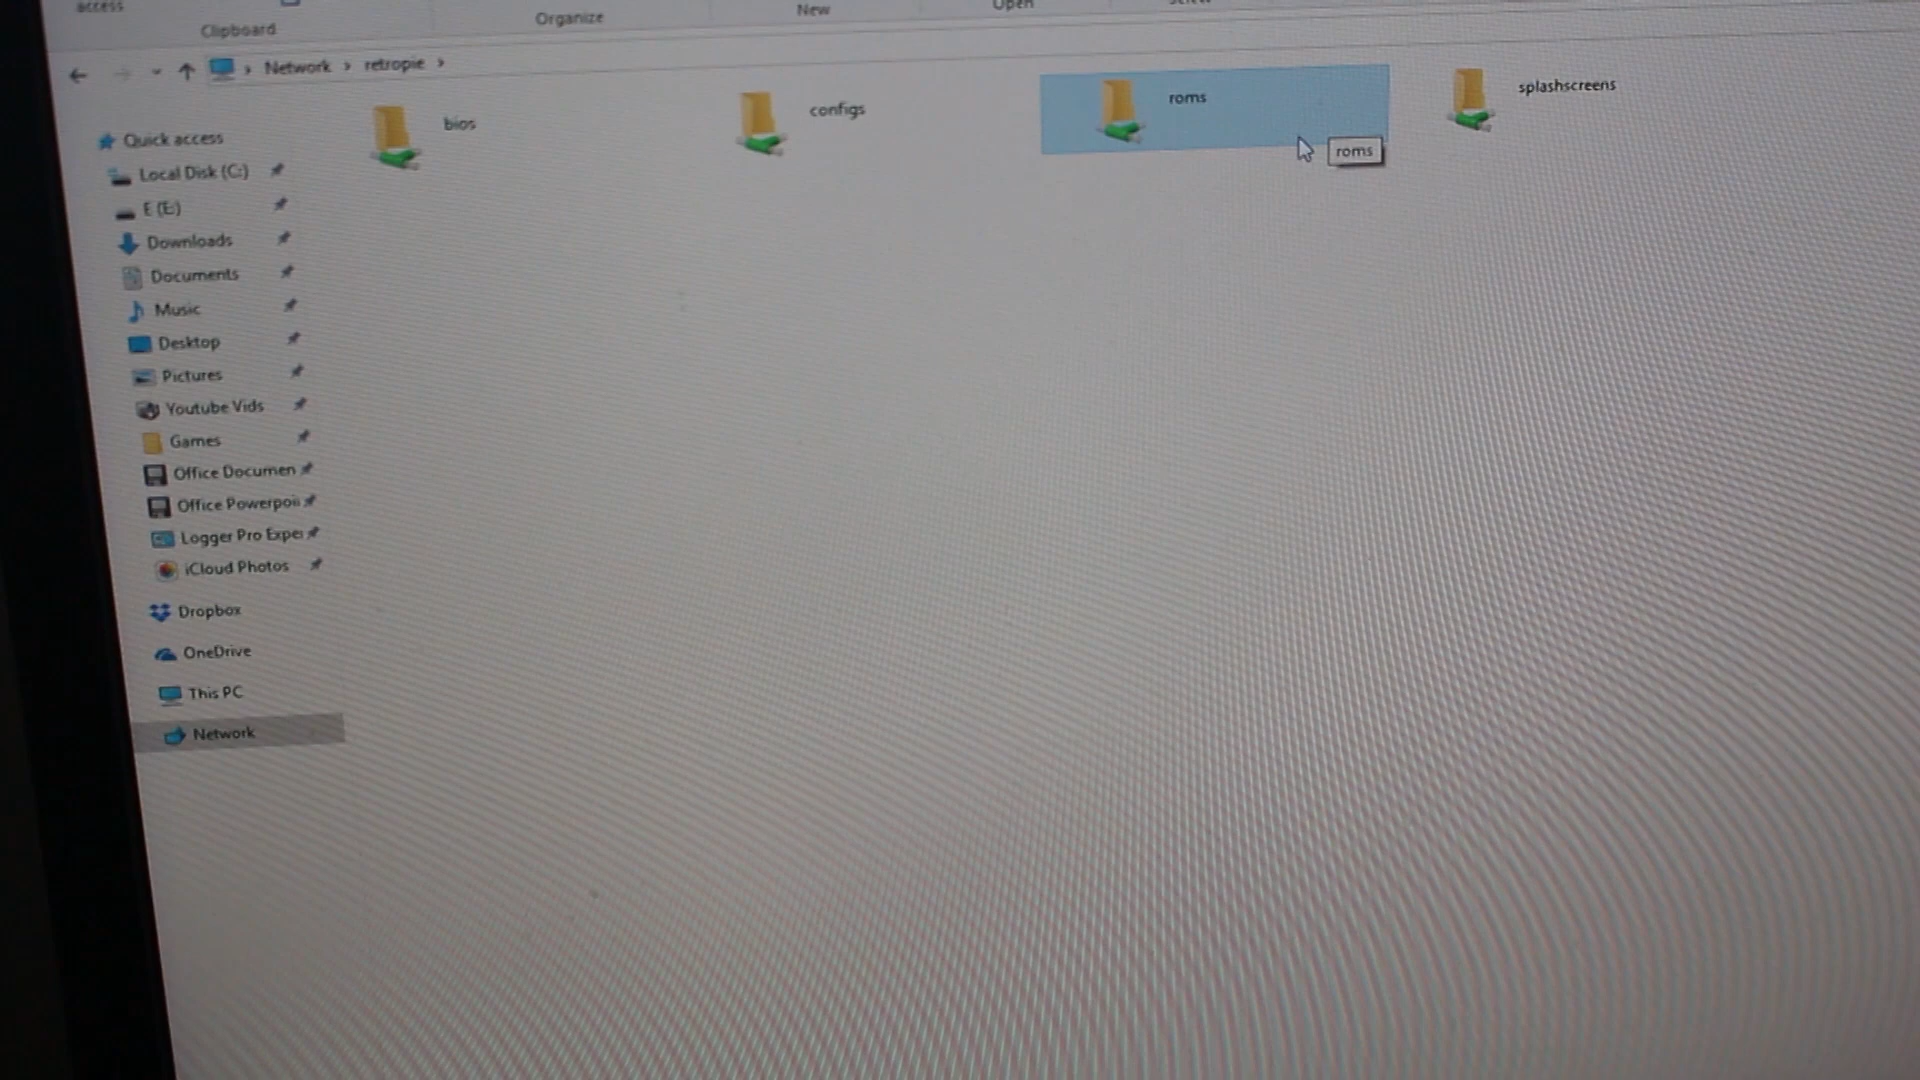 access
Clipboard
Organize
New
Open
Network > retropie >
bios
configs
roms
splashscreens
roms
Quick access
Local Disk (C:)
E (E:)
Downloads
Documents
Music
Desktop
Pictures
Youtube Vids
Games
Office Documen
Office Powerpoi
Logger Pro Exper
iCloud Photos
Dropbox
OneDrive
This PC
Network